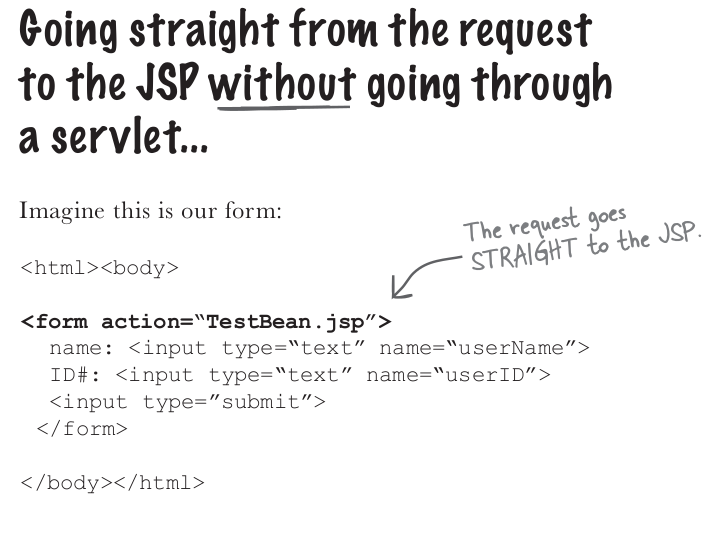 Going straight from the request
to the JSP without going through
a servlet...
Imagine this is our form:
The request goes
STRAIGHT to the JSP.
<html><body>
<form action=“TestBean.jsp”>
name: <input type=“text” name=“userName”>
ID#: <input type=“text” name=“userID”>
<input type=”submit”>
</form>
</body></html>